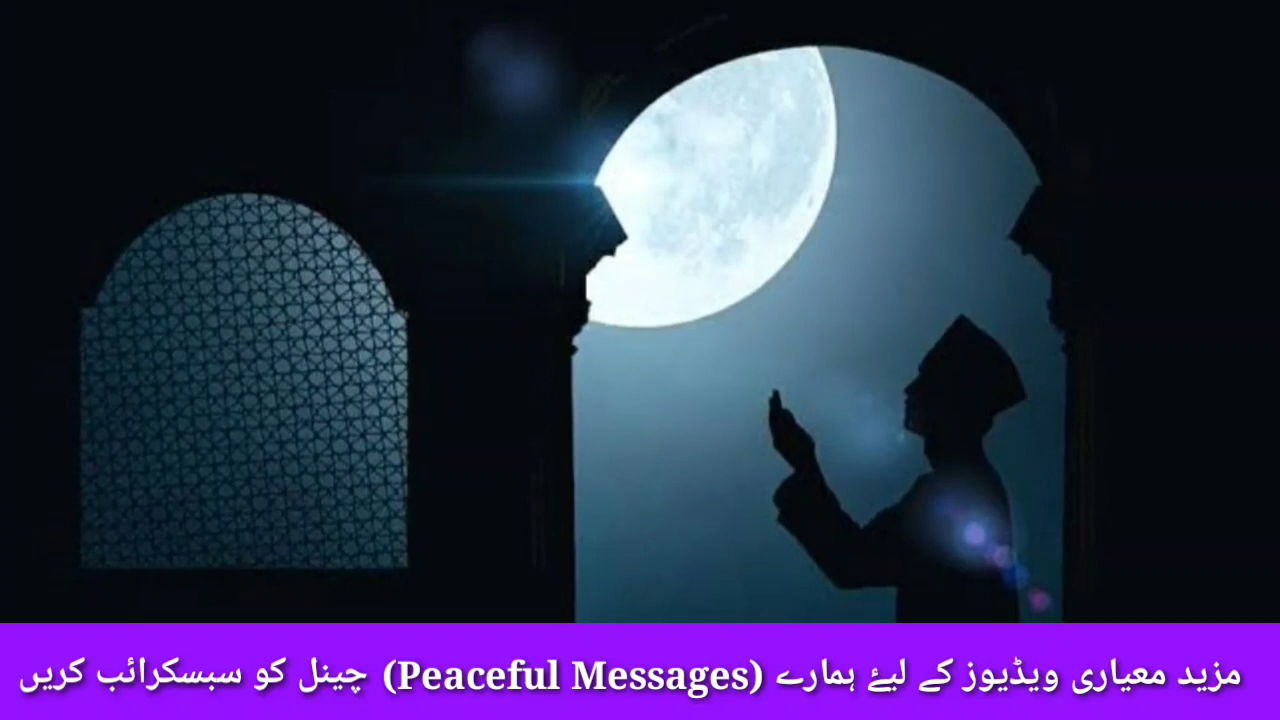 مزید معیاری ویڈیوز کے لیۓ ہمارے (Peaceful Messages) چینل کو سبسکرائب کریں